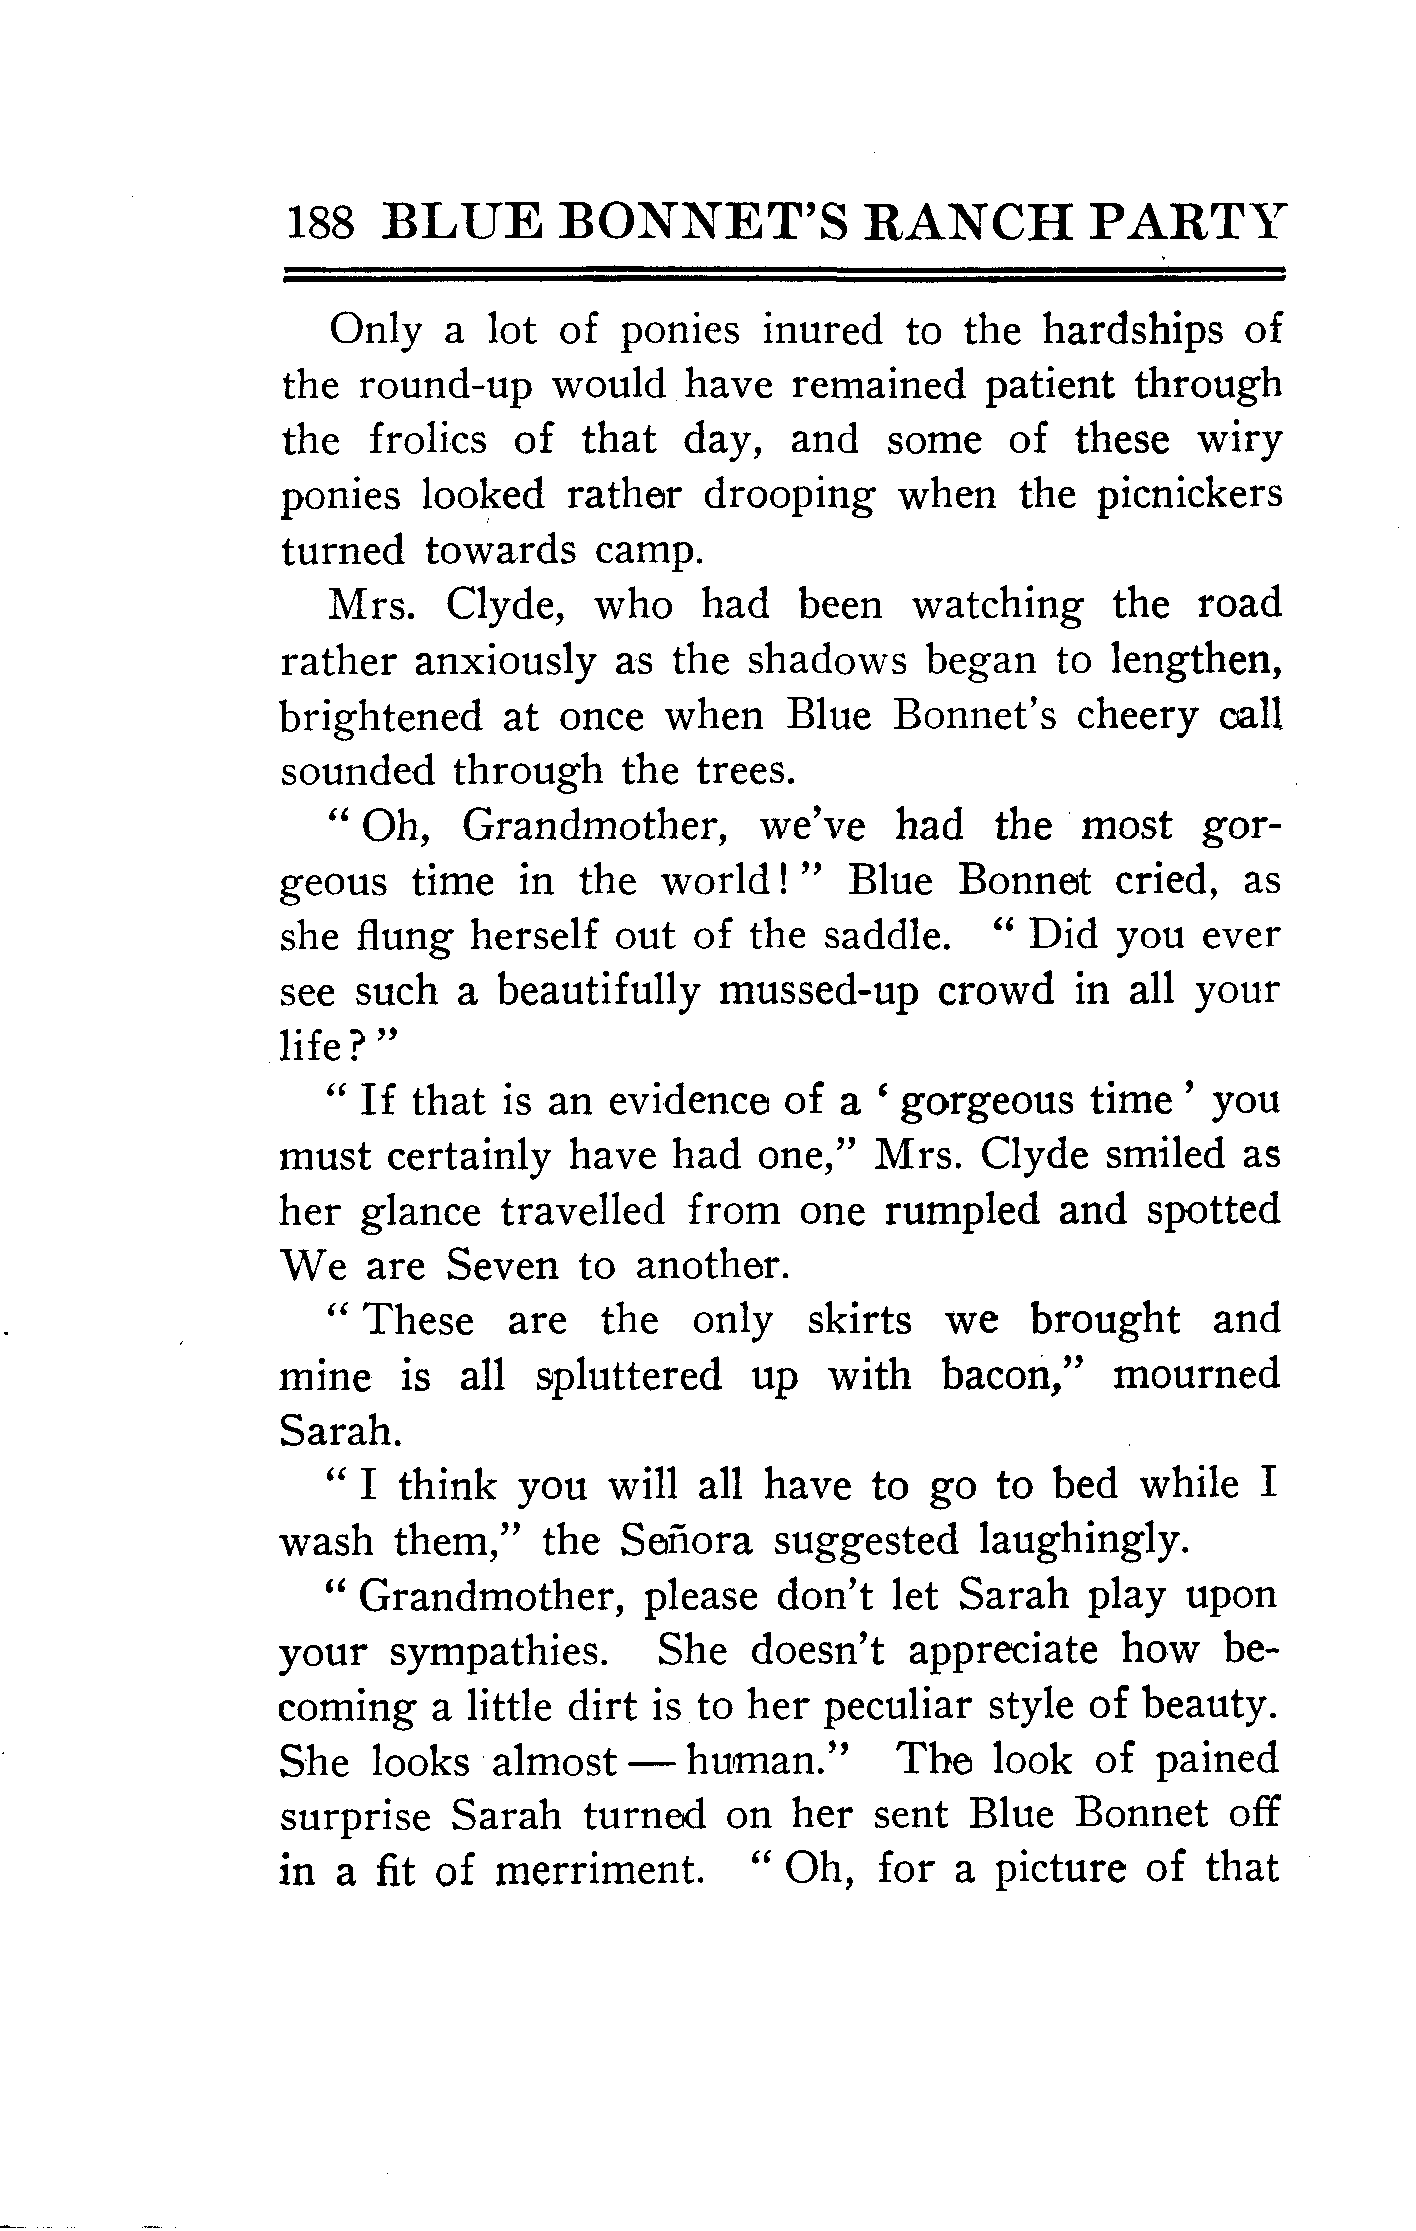 188 BLUE BONNET'S RANCH PARTY
Only a lot of ponies inured to the hardships of
the round-up would have remained patient through
the frolics of that day, and some of these wiry
ponies looked rather drooping when the picnickers
turned towards camp.
Mrs. Clyde, who had been watching the road
rather anxiously as the shadows began to lengthen,
brightened at once when Blue Bonnet's cheery call
sounded through the trees.
" Oh, Grandmother, we've had the most gor-
geous time in the world! " Blue Bonnet cried, as
she flung herself out of the saddle. " Did you ever
see such a beautifully mussed-up crowd in all your
life? "
" If that is an evidence of a ' gorgeous time ' you
must certainly have had one," Mrs. Clyde smiled as
her glance travelled from one rumpled and spotted
We are Seven to another.
" These are the only skirts we brought and
mine is all spluttered up with bacon," mourned
Sarah.
" I think you will all have to go to bed while I
wash them," the Señora suggested laughingly.
" Grandmother, please don't let Sarah play upon
your sympathies. She doesn't appreciate how be-
coming a little dirt is to her peculiar style of beauty.
She looks almost — human." The look of pained
surprise Sarah turned on her sent Blue Bonnet off
in a fit of merriment. " Oh, for a picture of that